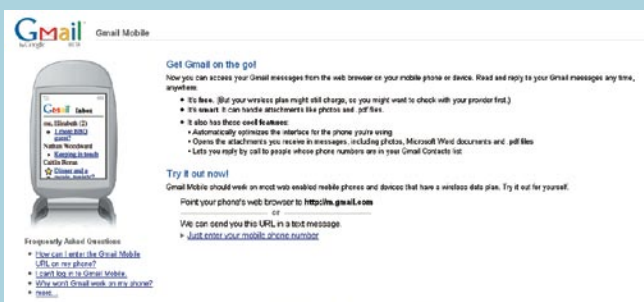 Gmail
by Google BETA
Gmail Mobile
Get Gmail on the go!
Now you can access your Gmail messages from the web browser on your mobile phone or device. Read and reply to your Gmail messages any time,
anywhere.
It's free. (But your wireless plan might still charge, so you might want to check with your provider first.)
It's smart. It can handle attachments like photos and .pdf files.
It also has these cool features:
Automatically optimizes the interface for the phone you're using
Opens the attachments you receive in messages, including photos, Microsoft Word documents and .pdf files
Lets you reply by call to people whose phone numbers are in your Gmail Contacts list
Try it out now!
Gmail Mobile should work on most web-enabled mobile phones and devices that have a wireless data plan. Try it out for yourself.
Point your phone's web browser to http://m.gmail.com
or
We can send you this URL in a text message.
Just enter your mobile phone number
Gmail Inbox
me, Elizabeth (2)
BBQ
Nathan Woodward
Keeping in touch
Caitlin
Dinner and a
Frequently Asked Questions
How can I enter the Gmail Mobile
URL on my phone?
I can't log in to Gmail Mobile.
Why won't Gmail work on my phone?
more...